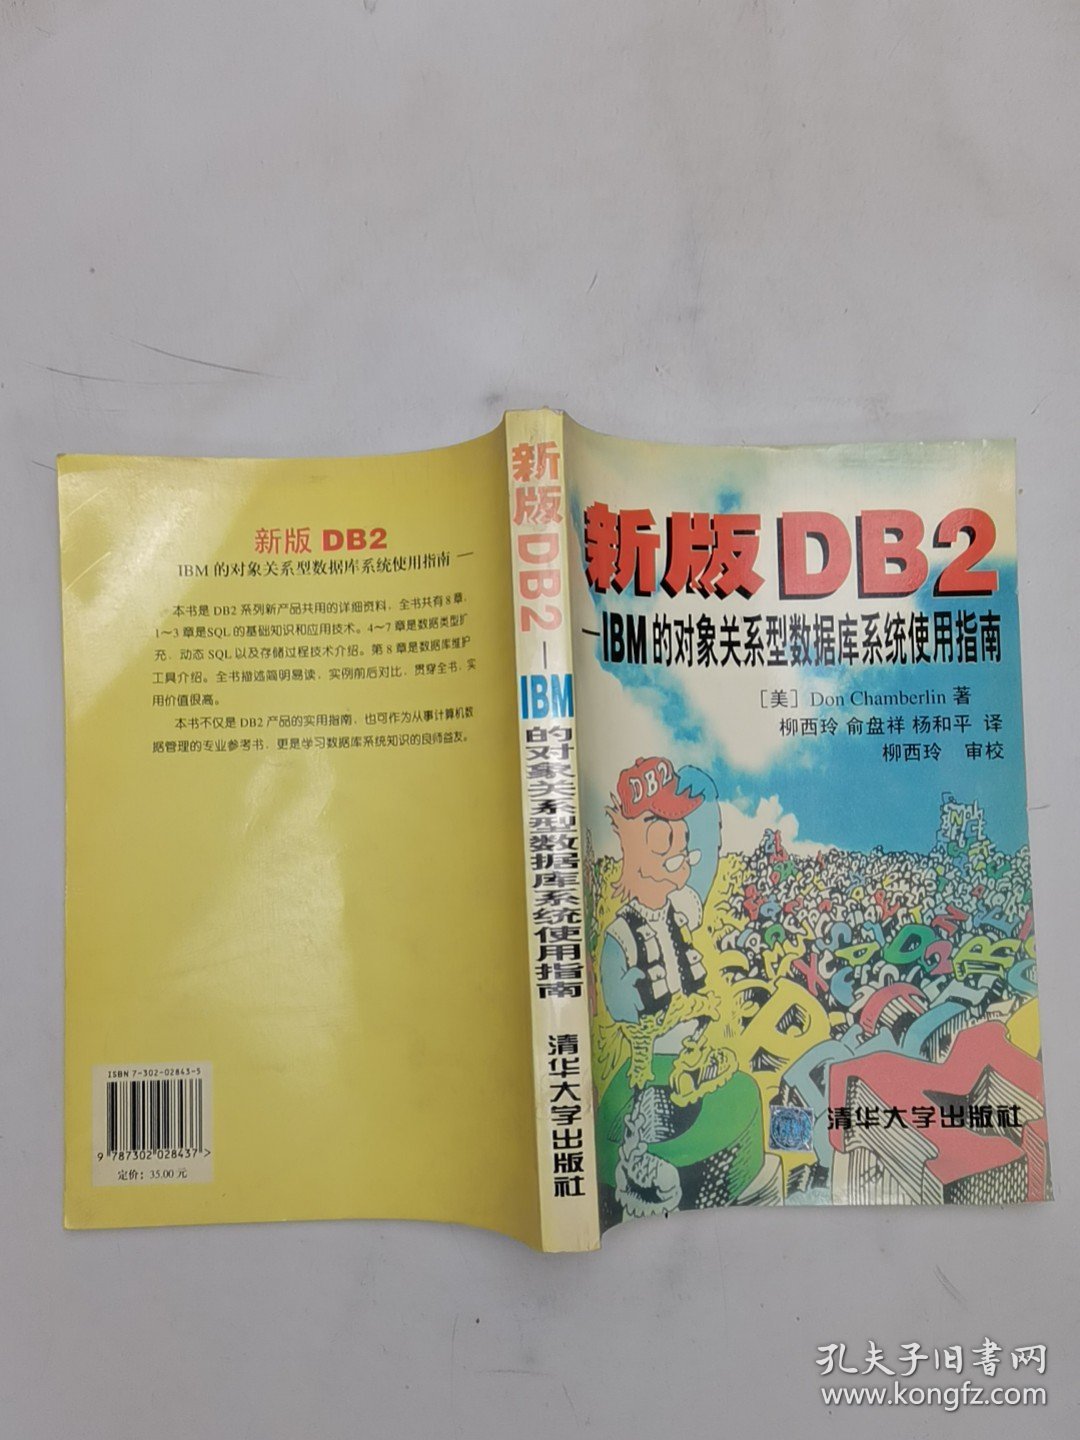 新版 DB2
IBM 的对象关系型数据库系统使用指南 —
本书是 DB2 系列新产品共用的详细资料，全书共有 8 章，
1～3 章是SQL的基础知识和应用技术。4～7 章是数据类型扩
充、动态 SQL 以及存储过程技术介绍。第 8 章是数据库维护
工具介绍。全书描述简明易读，实例前后对比，贯穿全书，实
用价值很高。
本书不仅是 DB2 产品的实用指南，也可作为从事计算机数
据管理的专业参考书，更是学习数据库系统知识的良师益友。
ISBN 7-302-02843-5
9 787302 028437>
定价：35.00 元
新版 DB2 — IBM 的对象关系型数据库系统使用指南
清华大学出版社
新版 DB2
—IBM 的对象关系型数据库系统使用指南
［美］Don Chamberlin 著
柳西玲 俞盘祥 杨和平 译
柳西玲 审校
DB2
清华大学出版社
孔夫子旧書网
www.kongfz.com